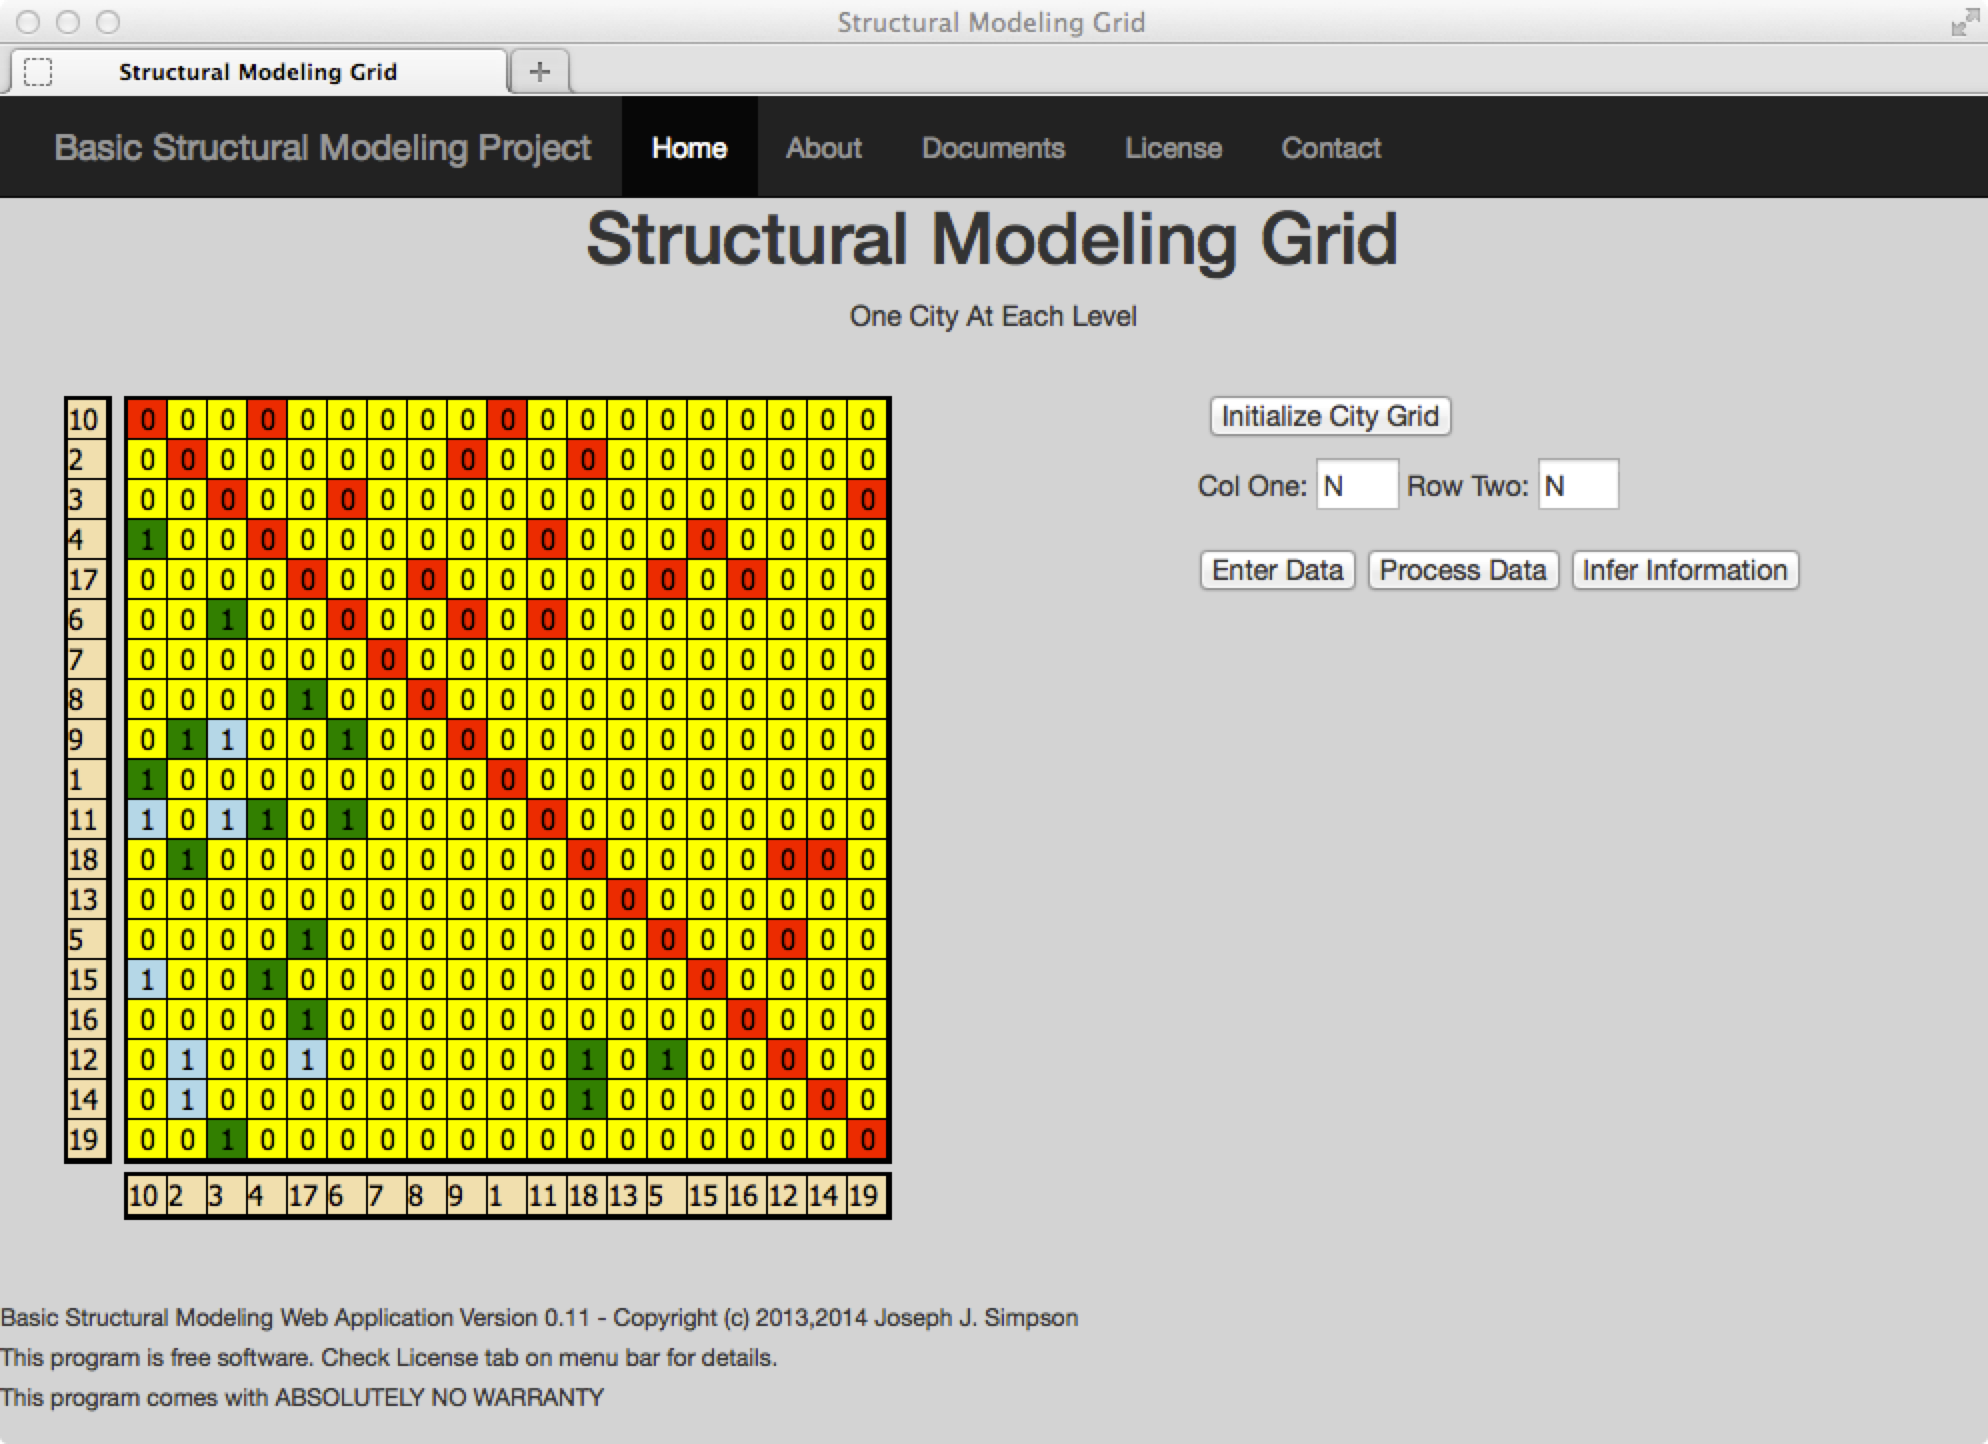 Structural Modeling Grid
Structural Modeling Grid
Basic Structural Modeling Project Home About Documents License Contact
Structural Modeling Grid
One City At Each Level
10 0 0 0 0 0 0 0 0 0 0 0 0 0 0 0 0 0 0 0 Initialize City Grid
2 0 0 0 0 0 0 0 0 0 0 0 0 0 0 0 0 0 0 0
3 0 0 0 0 0 0 0 0 0 0 0 0 0 0 0 0 0 0 0 Col One: N Row Two: N
4 1 0 0 0 0 0 0 0 0 0 0 0 0 0 0 0 0 0 0
17 0 0 0 0 0 0 0 0 0 0 0 0 0 0 0 0 0 0 0 Enter Data Process Data Infer Information
6 0 0 1 0 0 0 0 0 0 0 0 0 0 0 0 0 0 0 0
7 0 0 0 0 0 0 0 0 0 0 0 0 0 0 0 0 0 0 0
8 0 0 0 0 1 0 0 0 0 0 0 0 0 0 0 0 0 0 0
9 0 1 1 0 0 1 0 0 0 0 0 0 0 0 0 0 0 0 0
1 1 0 0 0 0 0 0 0 0 0 0 0 0 0 0 0 0 0 0
11 1 0 1 1 0 1 0 0 0 0 0 0 0 0 0 0 0 0 0
18 0 1 0 0 0 0 0 0 0 0 0 0 0 0 0 0 0 0 0
13 0 0 0 0 0 0 0 0 0 0 0 0 0 0 0 0 0 0 0
5 0 0 0 0 1 0 0 0 0 0 0 0 0 0 0 0 0 0 0
15 1 0 0 1 0 0 0 0 0 0 0 0 0 0 0 0 0 0 0
16 0 0 0 0 1 0 0 0 0 0 0 0 0 0 0 0 0 0 0
12 0 1 0 0 1 0 0 0 0 0 0 1 0 1 0 0 0 0 0
14 0 1 0 0 0 0 0 0 0 0 0 1 0 0 0 0 0 0 0
19 0 0 1 0 0 0 0 0 0 0 0 0 0 0 0 0 0 0 0
10 2 3 4 17 6 7 8 9 1 11 18 13 5 15 16 12 14 19
Basic Structural Modeling Web Application Version 0.11 - Copyright (c) 2013,2014 Joseph J. Simpson
This program is free software. Check License tab on menu bar for details.
This program comes with ABSOLUTELY NO WARRANTY